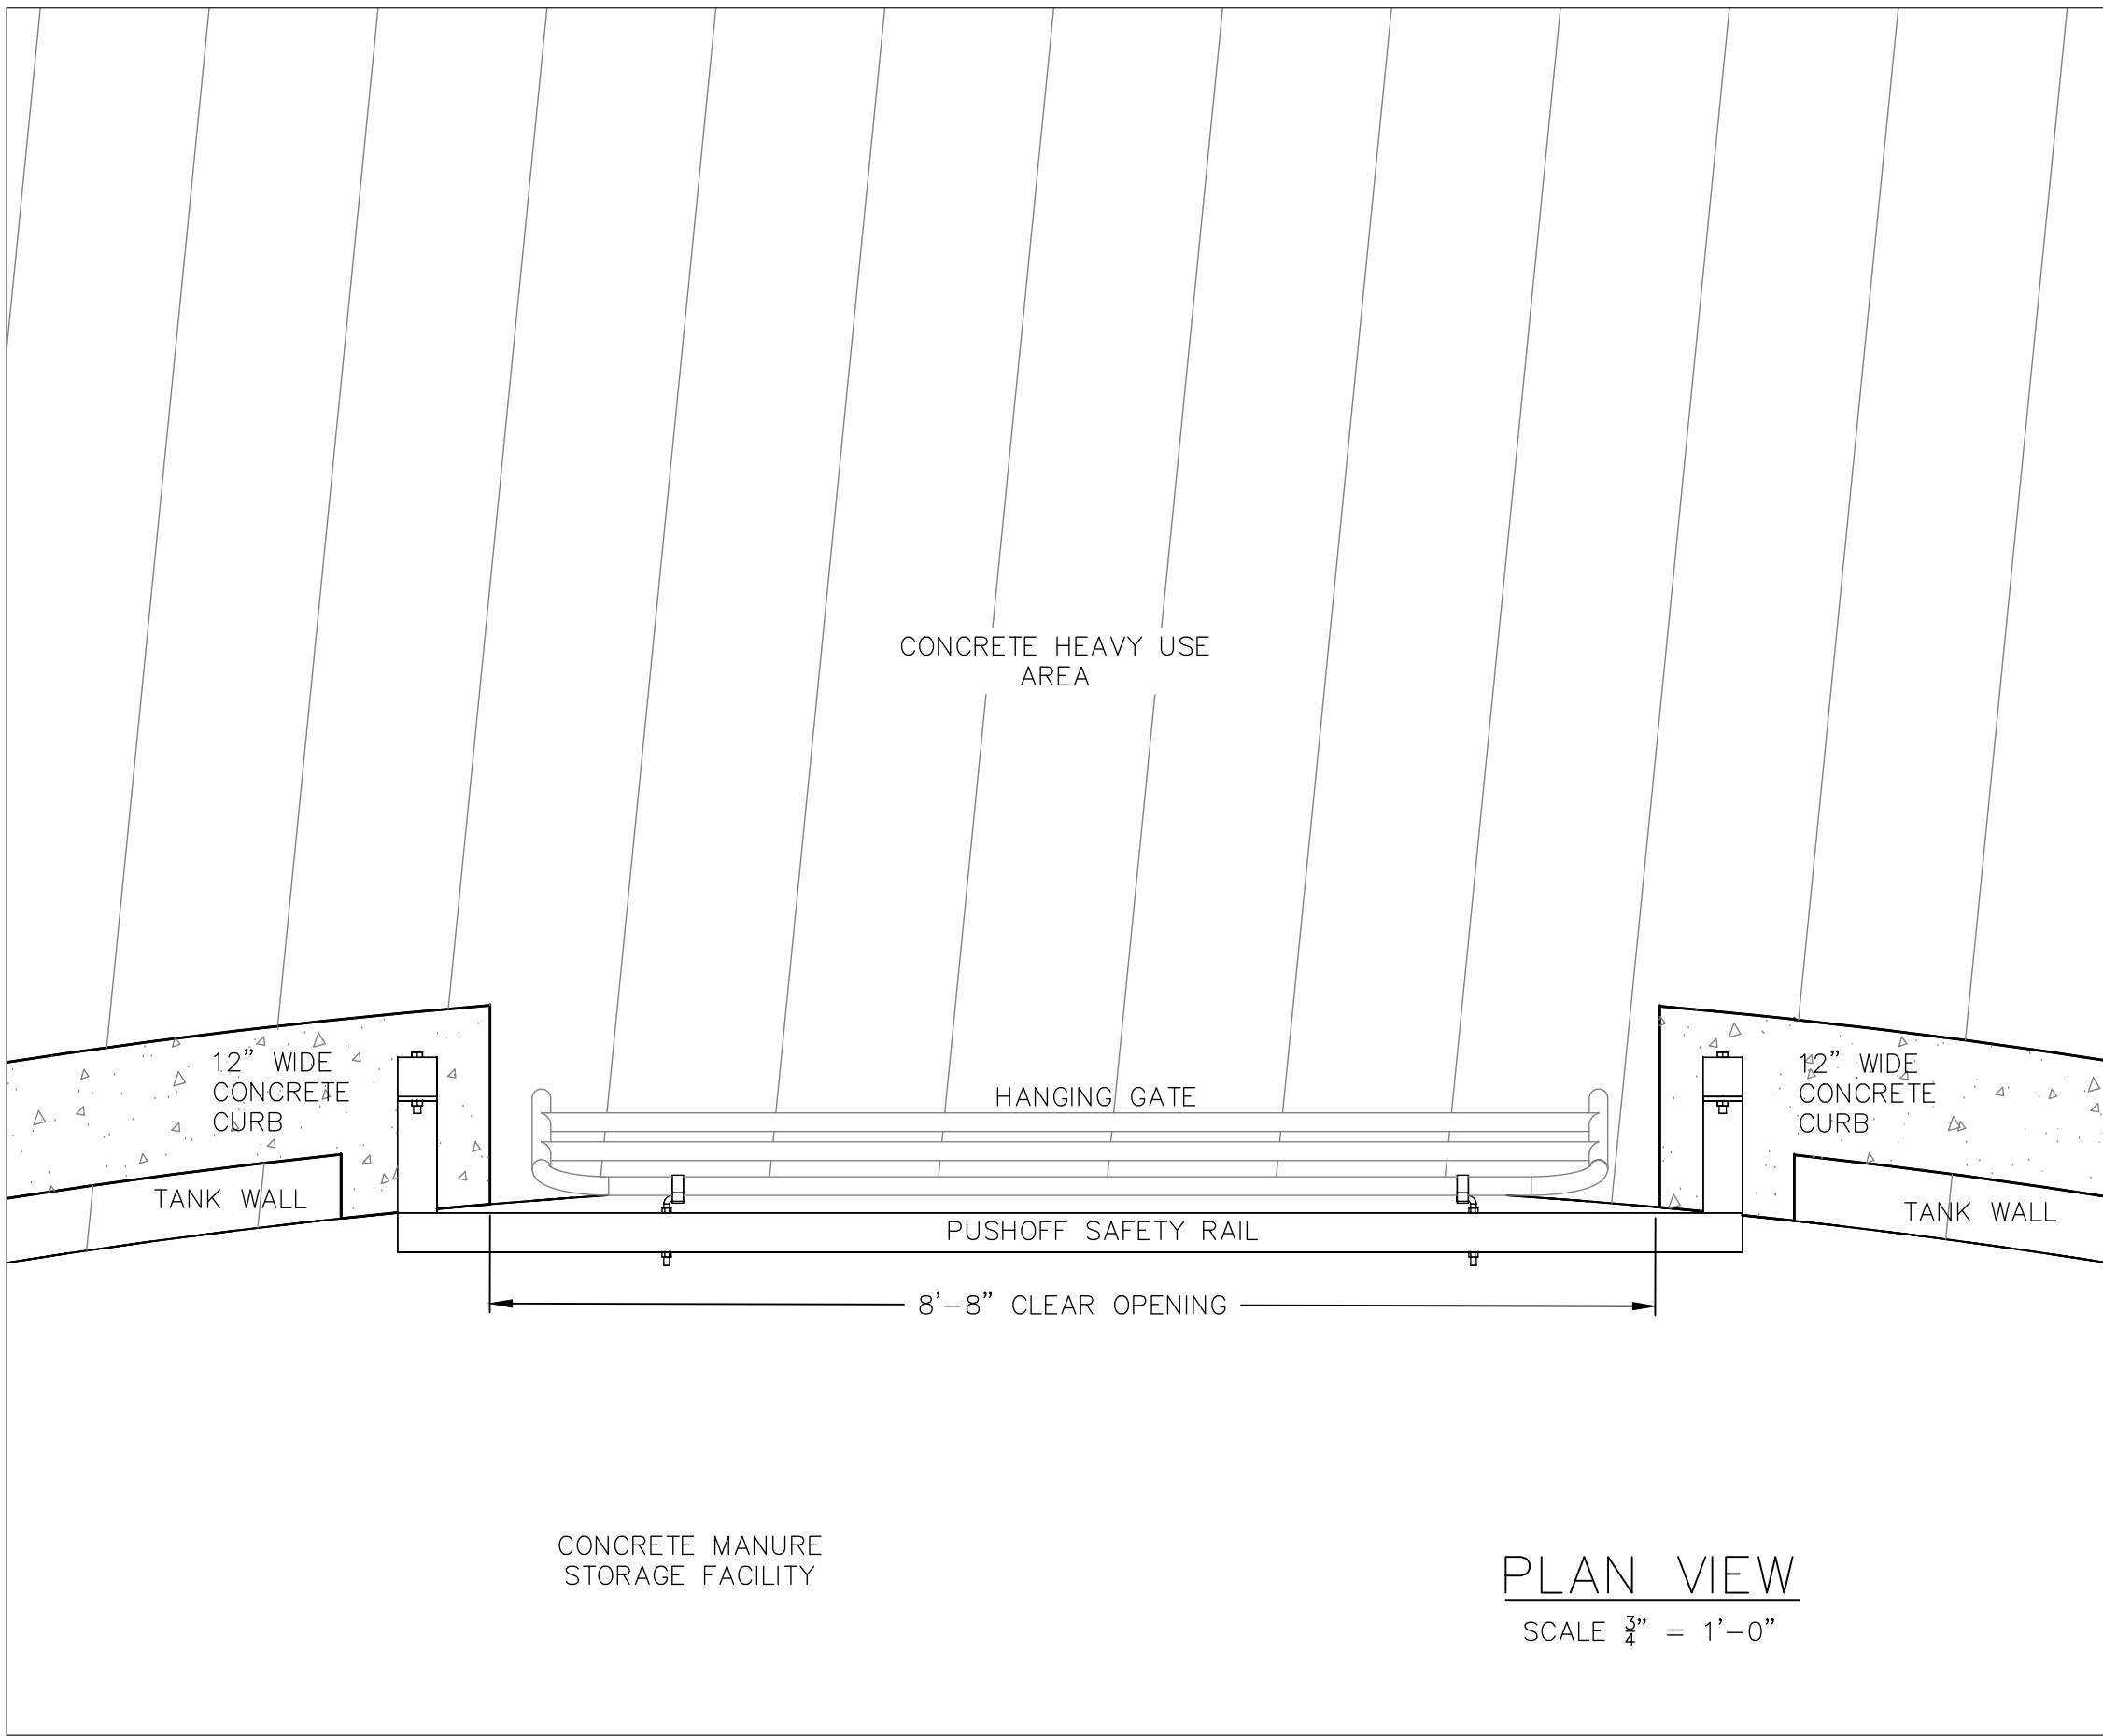 CONCRETE HEAVY USE
AREA
12” WIDE
CONCRETE
CURB
HANGING GATE
12” WIDE
CONCRETE
CURB
TANK WALL
TANK WALL
PUSHOFF SAFETY RAIL
8’–8” CLEAR OPENING
CONCRETE MANURE
STORAGE FACILITY
PLAN VIEW
SCALE ¾” = 1’–0”